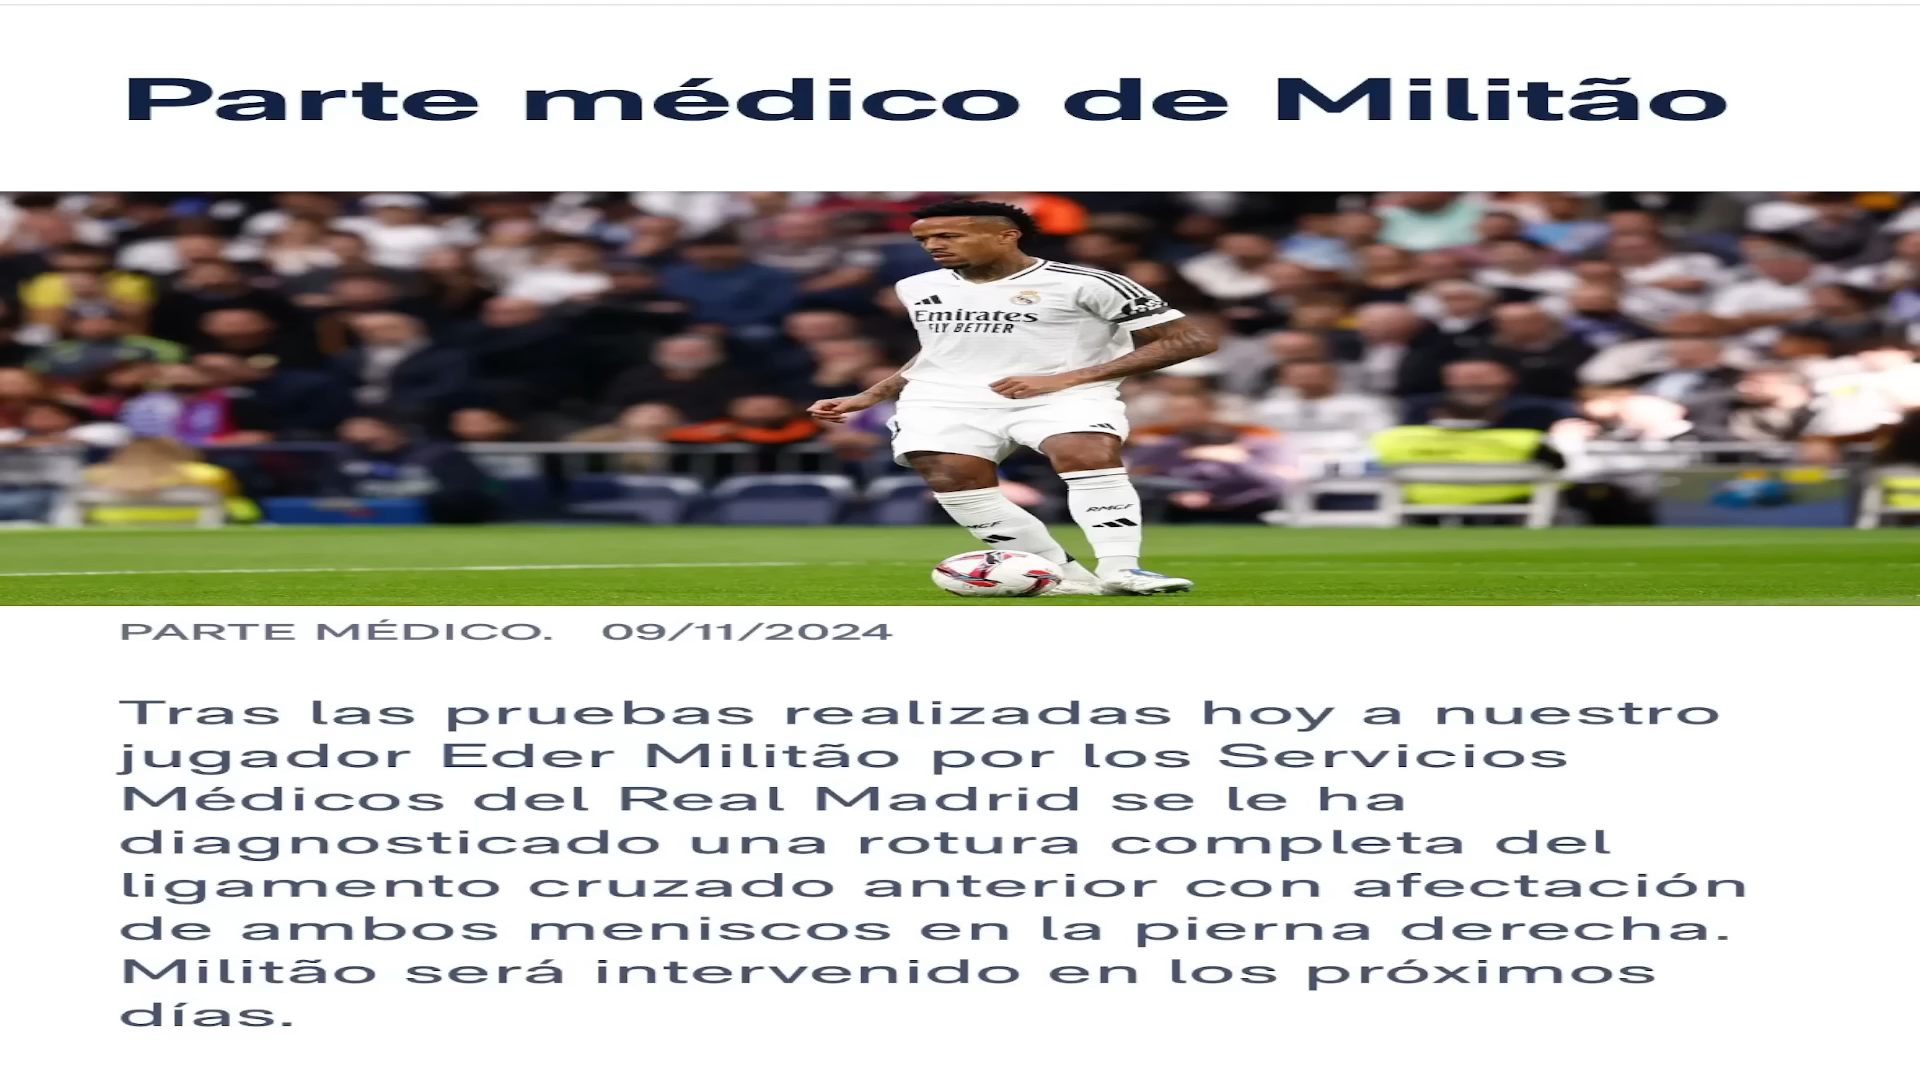 Parte médico de Militão
Emirates
FLY BETTER
RMCF
RMCF
PARTE MÉDICO. 09/11/2024
Tras las pruebas realizadas hoy a nuestro
jugador Eder Militão por los Servicios
Médicos del Real Madrid se le ha
diagnosticado una rotura completa del
ligamento cruzado anterior con afectación
de ambos meniscos en la pierna derecha.
Militão será intervenido en los próximos
días.